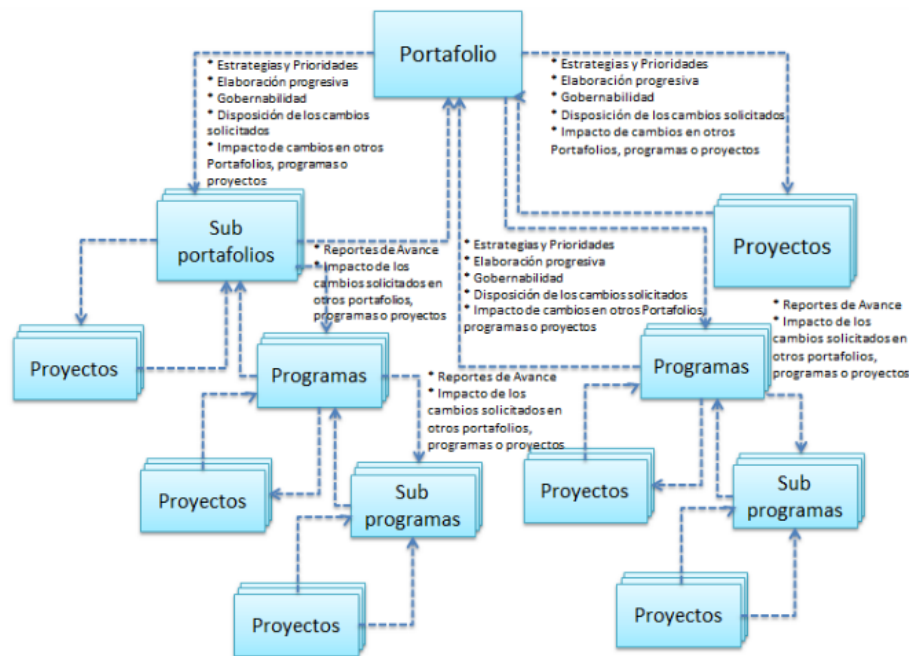 Portafolio
* Estrategias y Prioridades
* Elaboración progresiva
* Gobernabilidad
* Disposición de los cambios
solicitados
* Impacto de cambios en otros
Portafolios, programas o
proyectos
* Estrategias y Prioridades
* Elaboración progresiva
* Gobernabilidad
* Disposición de los cambios solicitados
* Impacto de cambios en otros
Portafolios, programas o proyectos
Sub
portafolios
Proyectos
* Reportes de Avance
* Impacto de los
cambios solicitados en
otros portafolios,
programas o proyectos
* Estrategias y Prioridades
* Elaboración progresiva
* Gobernabilidad
* Disposición de los cambios solicitados
* Impacto de cambios en otros Portafolios,
programas o proyectos
* Reportes de Avance
* Impacto de los
cambios solicitados en
otros portafolios,
programas o proyectos
Proyectos
Programas
* Reportes de Avance
* Impacto de los
cambios solicitados en
otros portafolios,
programas o proyectos
Programas
Proyectos
Sub
programas
Proyectos
Sub
programas
Proyectos
Proyectos